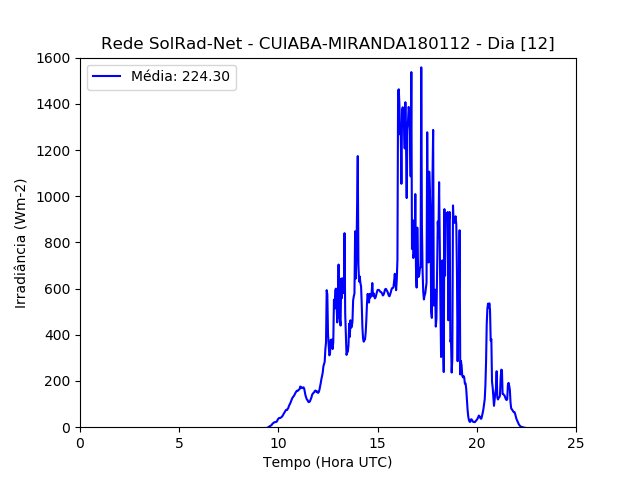 Rede SolRad-Net - CUIABA-MIRANDA180112 - Dia [12]
Média: 224.30
Irradiância (Wm-2)
1600
1400
1200
1000
800
600
400
200
0
0 5 10 15 20 25
Tempo (Hora UTC)